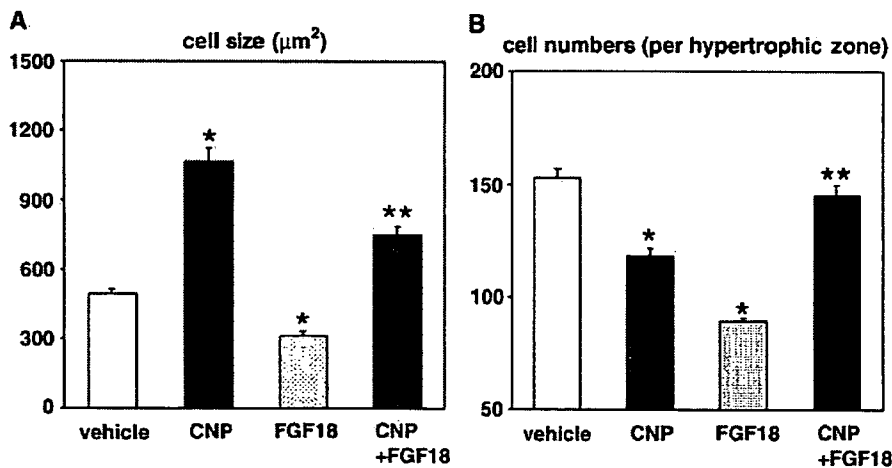 A
cell size (μm²)
1500
1200
900
600
300
0
*
*
**
vehicle
CNP
FGF18
CNP
+FGF18
B
cell numbers (per hypertrophic zone)
200
150
100
50
*
*
**
vehicle
CNP
FGF18
CNP
+FGF18